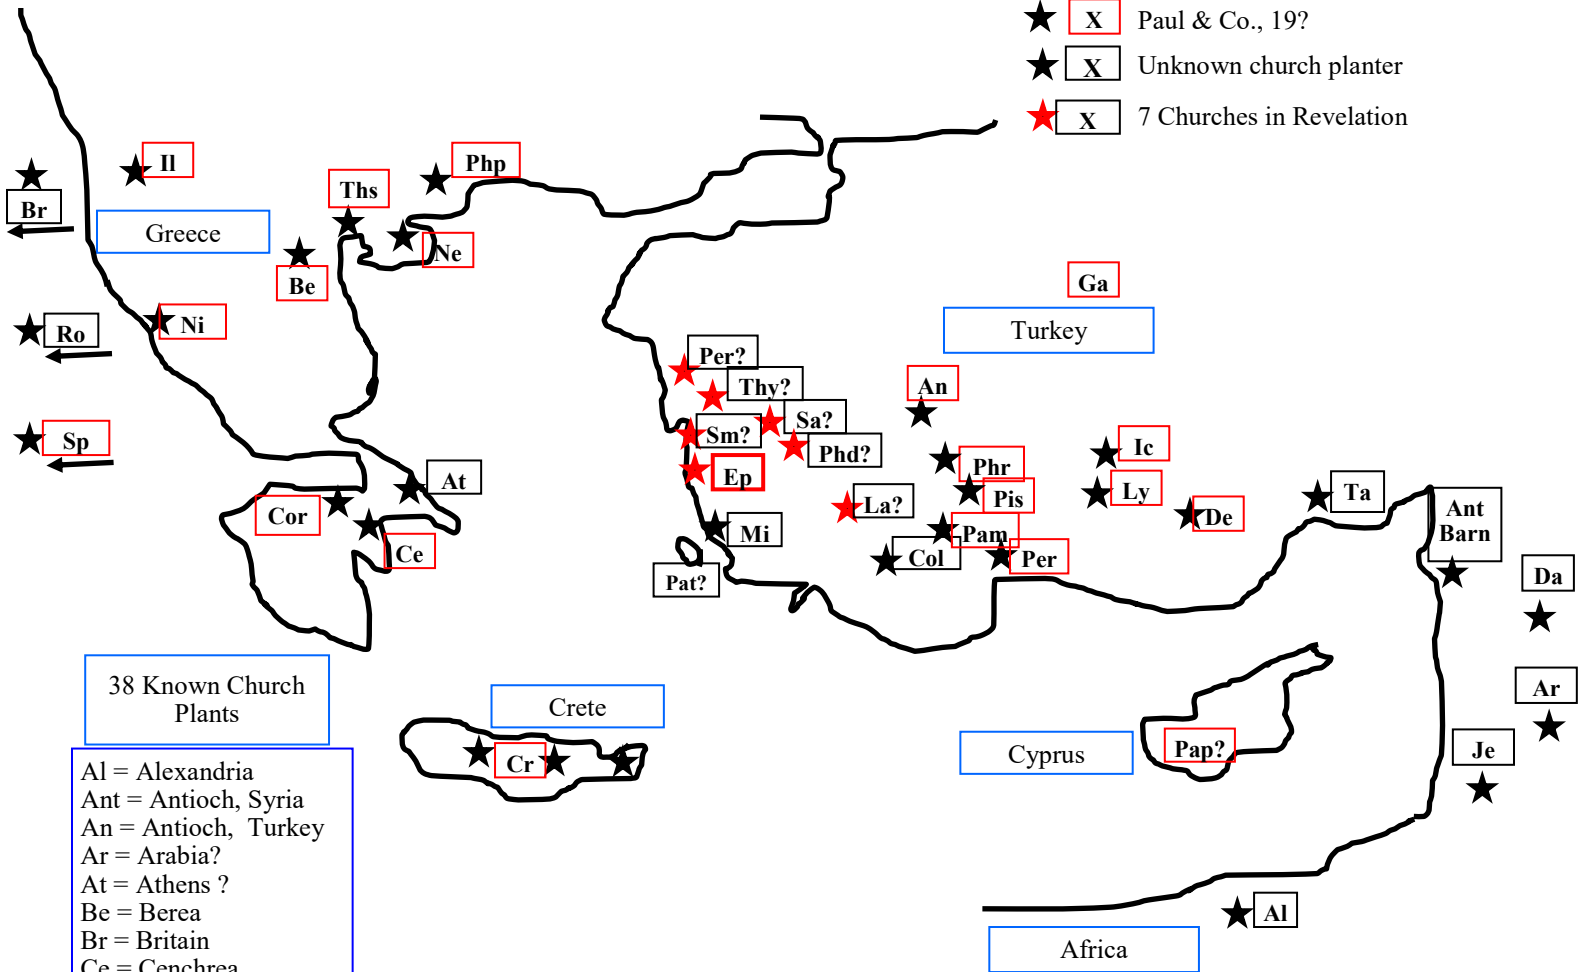 X Paul & Co., 19?
X Unknown church planter
X 7 Churches in Revelation
Il
Php
Ths
Br
Greece
Ne
Be
Ga
Ni
Ro
Turkey
Per?
Thy?
An
Sa?
Sm?
Phd?
Sp
Ic
Phr
At
Ep
Pis
Ly
Ta
La?
Cor
De
Ant
Barn
Mi
Pam
Ce
Col
Per
Pat?
Da
38 Known Church
Plants
Crete
Ar
Cyprus
Pap?
Je
Cr
Al = Alexandria
Ant = Antioch, Syria
An = Antioch, Turkey
Ar = Arabia?
At = Athens ?
Be = Berea
Br = Britain
Ce = Cenchrea
Al
Africa